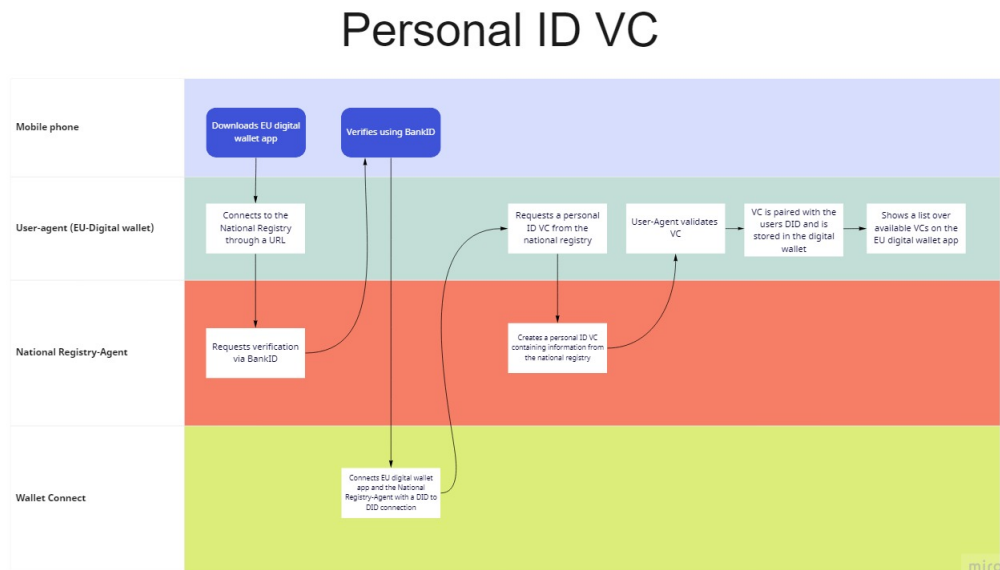 Personal ID VC
Mobile phone
Downloads EU digital
wallet app
Verifies using BankID
User-agent (EU-Digital wallet)
Connects to the
National Registry
through a URL
Requests a personal
ID VC from the
national registry
User-Agent validates
VC
VC is paired with the
users DID and is
stored in the digital
wallet
Shows a list over
available VCs on the
EU digital wallet app
National Registry-Agent
Requests verification
via BankID
Creates a personal ID VC
containing information from
the national registry
Wallet Connect
Connects EU digital wallet
app and the National
Registry-Agent with a DID to
DID connection
miro